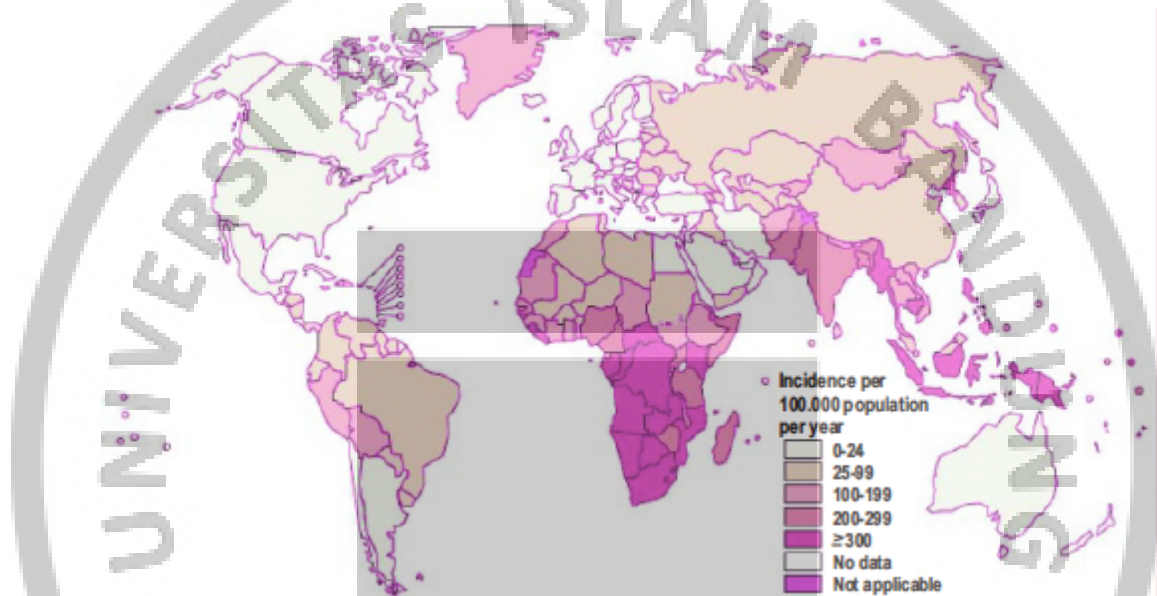 UNIVERSITAS ISLAM BANDUNG
Incidence per
100.000 population
per year
0-24
25-99
100-199
200-299
≥300
No data
Not applicable